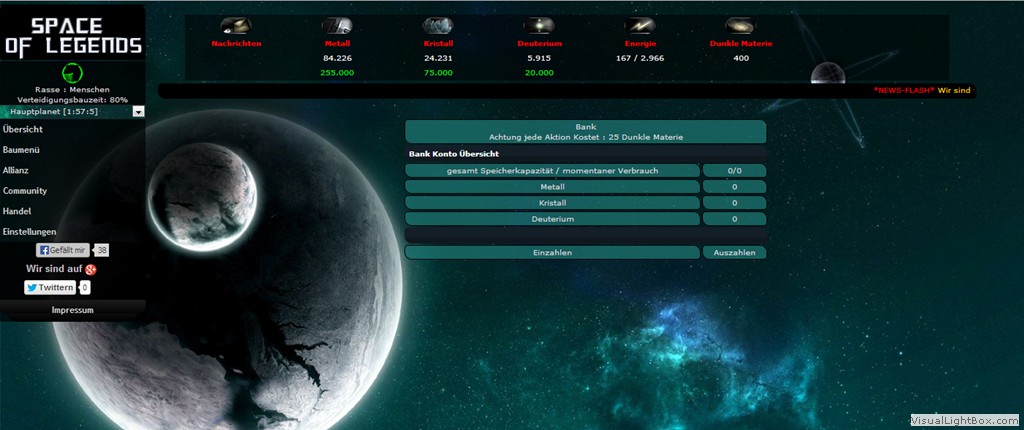 SPACE
OF LEGENDS
Rasse : Menschen
Verteidigungsbauzeit: 80%
Hauptplanet [1:57:5]
Übersicht
Baumenü
Allianz
Community
Handel
Einstellungen
Gefällt mir 38
Wir sind auf g+
Twittern 0
Impressum
Nachrichten Metall Kristall Deuterium Energie Dunkle Materie
84.226 24.231 5.915 167 / 2.966 400
255.000 75.000 20.000
*NEWS-FLASH* Wir sind
Bank
Achtung jede Aktion Kostet : 25 Dunkle Materie
Bank Konto Übersicht
gesamt Speicherkapazität / momentaner Verbrauch 0/0
Metall 0
Kristall 0
Deuterium 0
Einzahlen Auszahlen
VisualLightBox.com